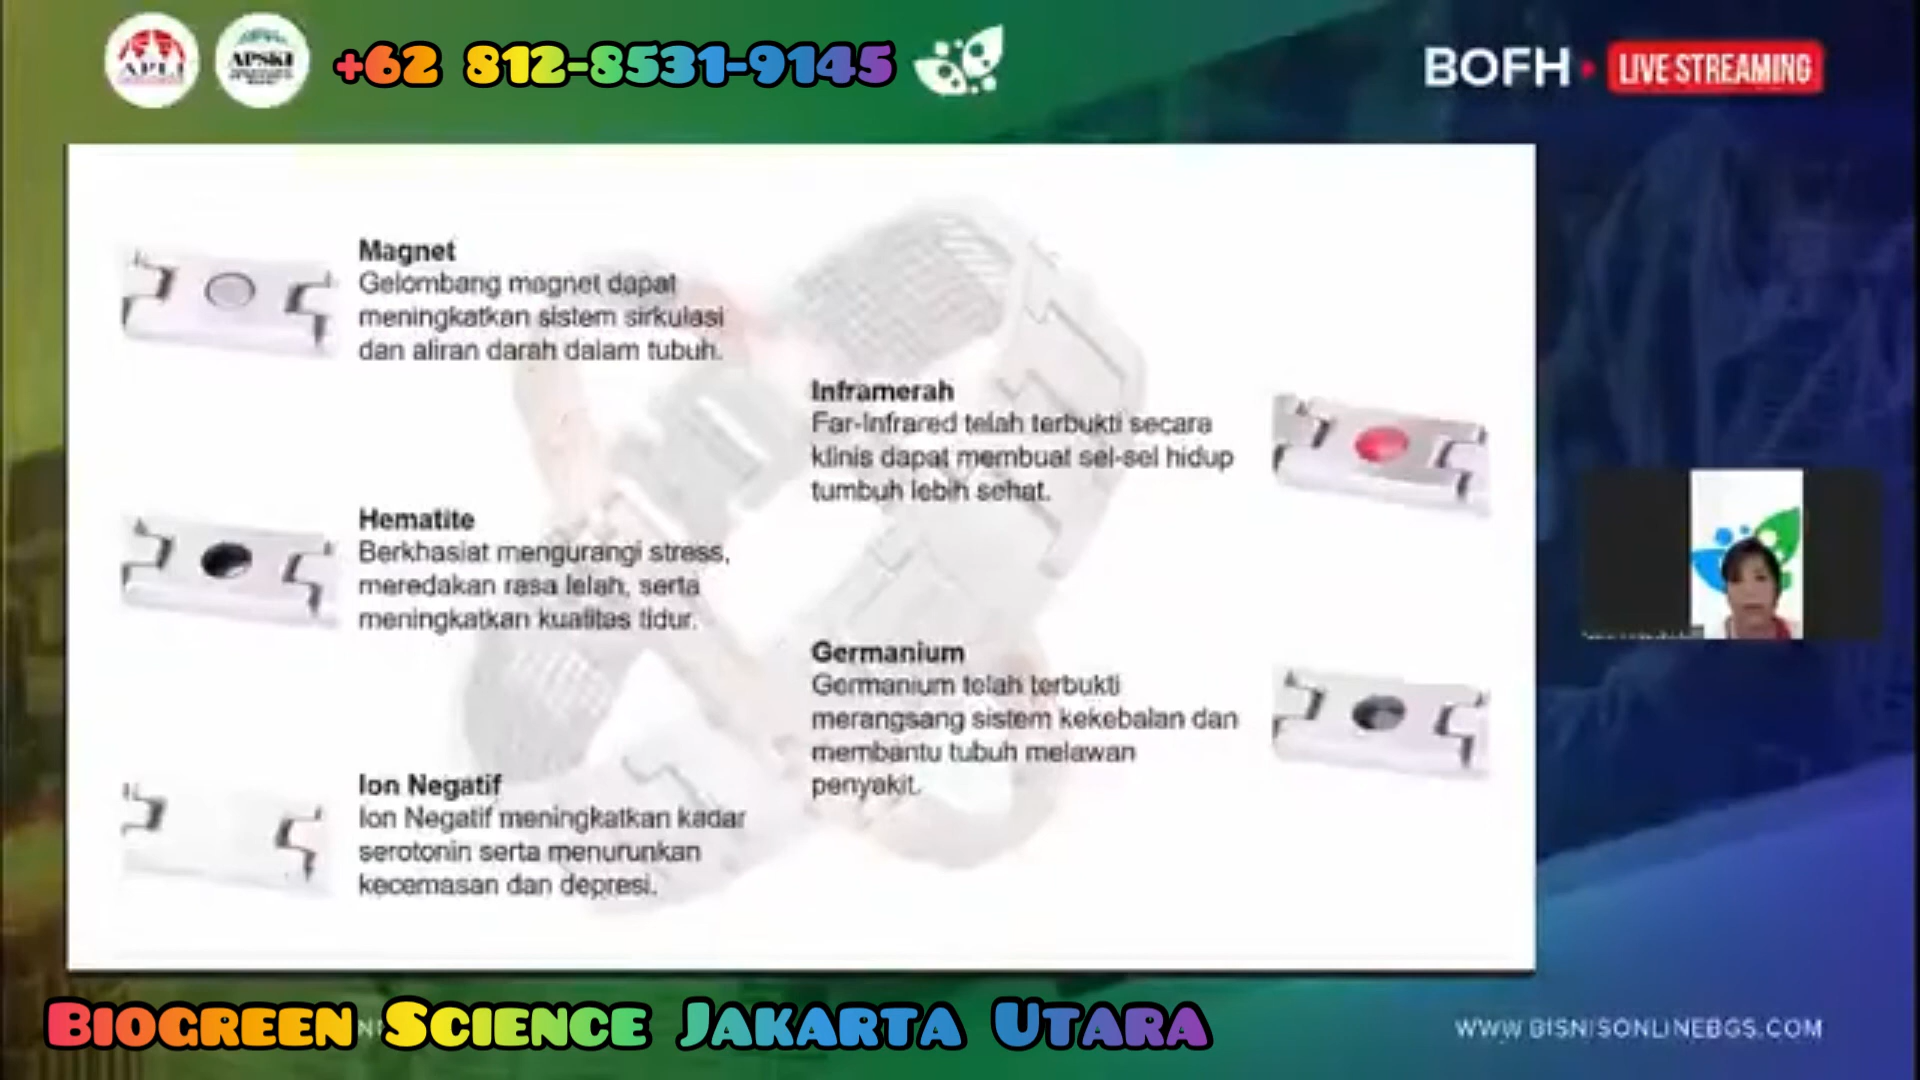 APLI
APSKI
+62 812-8531-9145
BOFH
LIVE STREAMING
Magnet
Gelombang magnet dapat
meningkatkan sistem sirkulasi
dan aliran darah dalam tubuh.
Inframerah
Far-Infrared telah terbukti secara
klinis dapat membuat sel-sel hidup
tumbuh lebih sehat.
Hematite
Berkhasiat mengurangi stress,
meredakan rasa lelah, serta
meningkatkan kualitas tidur.
Germanium
Germanium telah terbukti
merangsang sistem kekebalan dan
membantu tubuh melawan
penyakit.
Ion Negatif
Ion Negatif meningkatkan kadar
serotonin serta menurunkan
kecemasan dan depresi.
Biogreen Science Jakarta Utara
WWW.BISNISONLINEBGS.COM